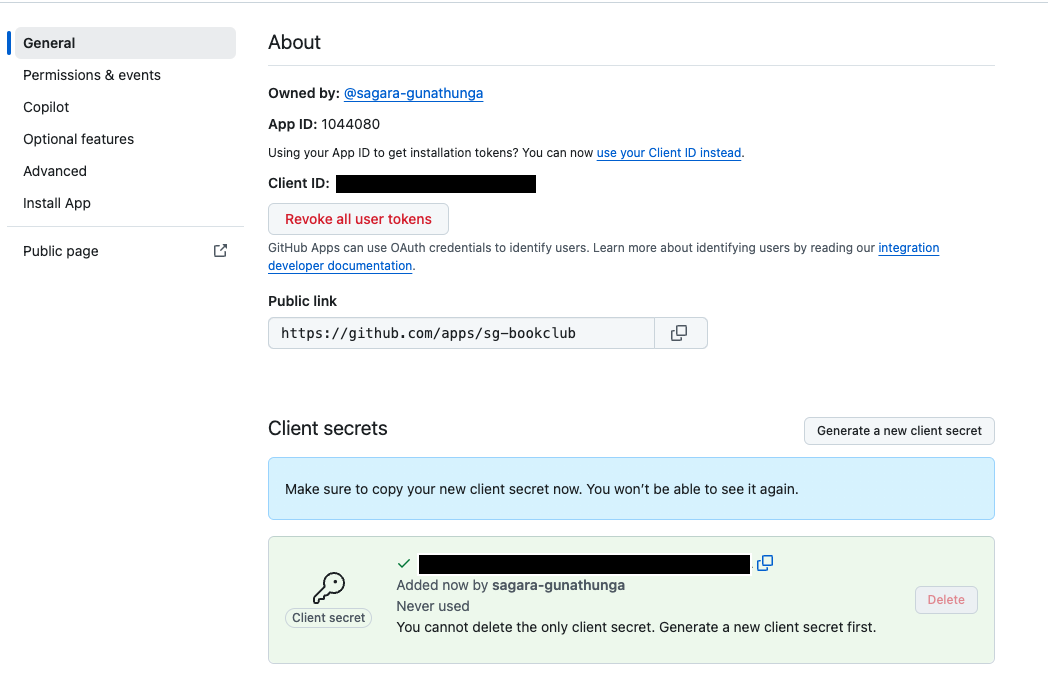 General
Permissions & events
Copilot
Optional features
Advanced
Install App
Public page
About
Owned by: @sagara-gunathunga
App ID: 1044080
Using your App ID to get installation tokens? You can now use your Client ID instead.
Client ID:
Revoke all user tokens
GitHub Apps can use OAuth credentials to identify users. Learn more about identifying users by reading our integration
developer documentation.
Public link
https://github.com/apps/sg-bookclub
Client secrets
Generate a new client secret
Make sure to copy your new client secret now. You won’t be able to see it again.
Client secret
Added now by sagara-gunathunga
Never used
You cannot delete the only client secret. Generate a new client secret first.
Delete